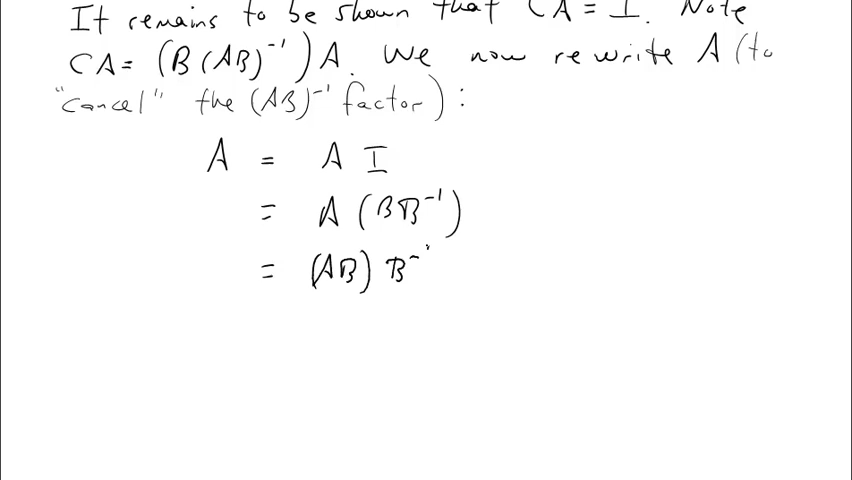 It remains to be shown that CA = I. Note
CA = (B(AB)⁻¹)A. We now rewrite A (to
"cancel" the (AB)⁻¹ factor):
A = A I
= A (BB⁻¹)
= (AB) B⁻¹